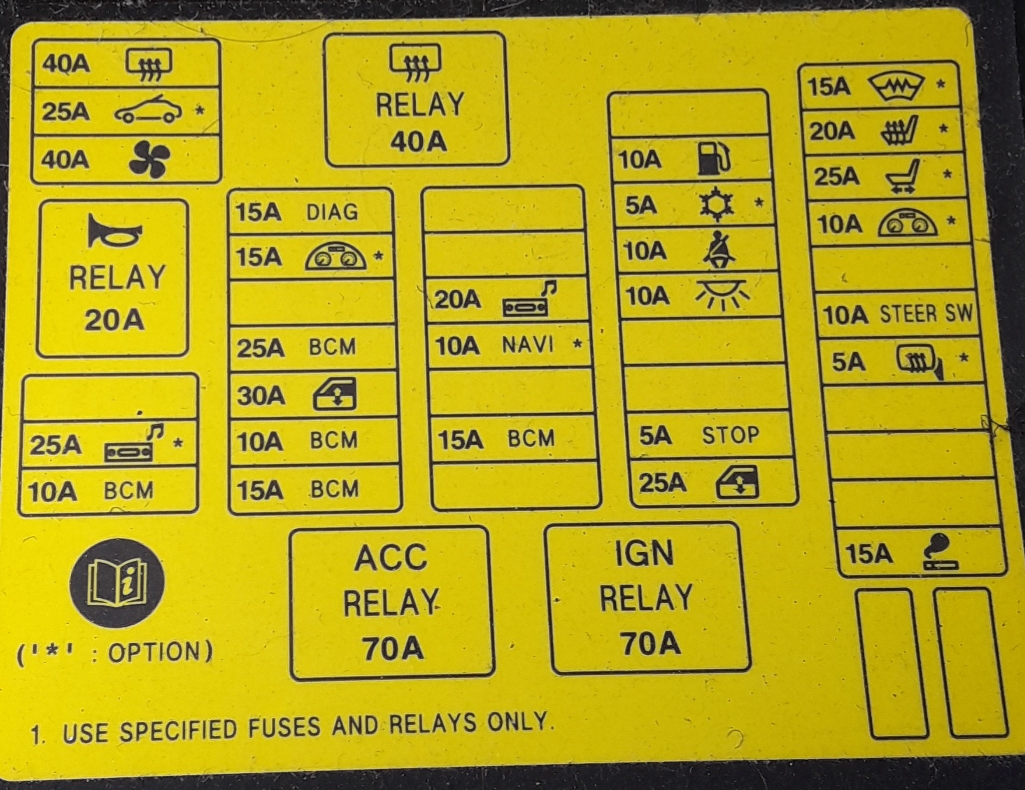 40A
25A *
40A
RELAY
40A
RELAY
20A
25A *
10A BCM
15A DIAG
15A *
25A BCM
30A
10A BCM
15A BCM
20A
10A NAVI *
15A BCM
10A
5A *
10A
10A
5A STOP
25A
15A *
20A *
25A *
10A *
10A STEER SW
5A *
15A
i
('*' : OPTION)
ACC
RELAY
70A
IGN
RELAY
70A
1. USE SPECIFIED FUSES AND RELAYS ONLY.